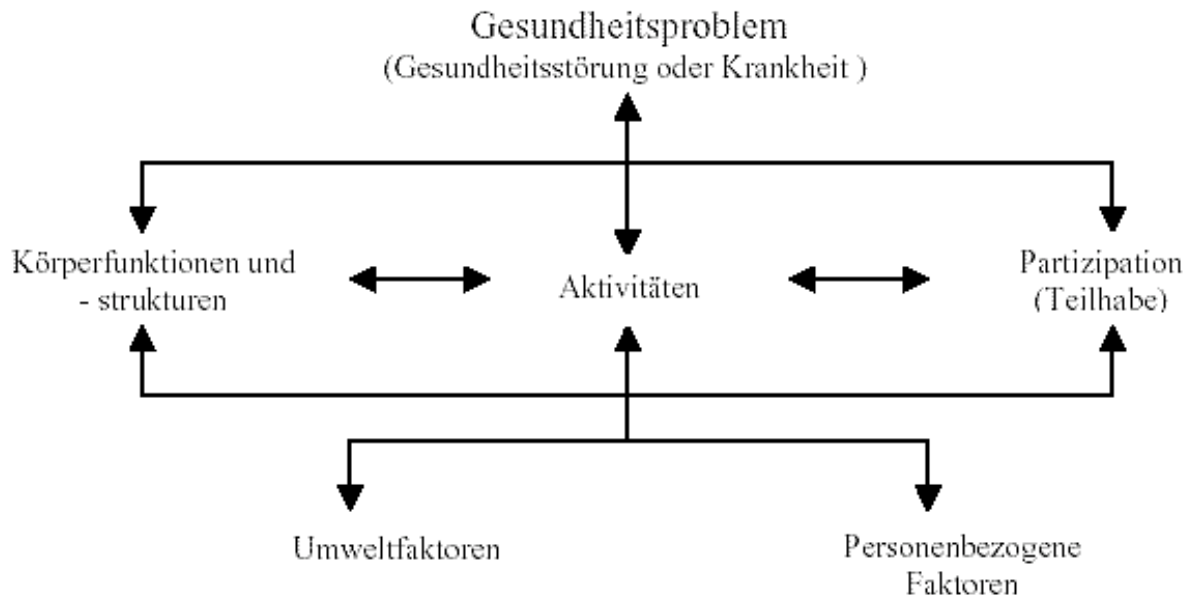 Gesundheitsproblem
(Gesundheitsstörung oder Krankheit )
Körperfunktionen und
- strukturen
Aktivitäten
Partizipation
(Teilhabe)
Umweltfaktoren
Personenbezogene
Faktoren